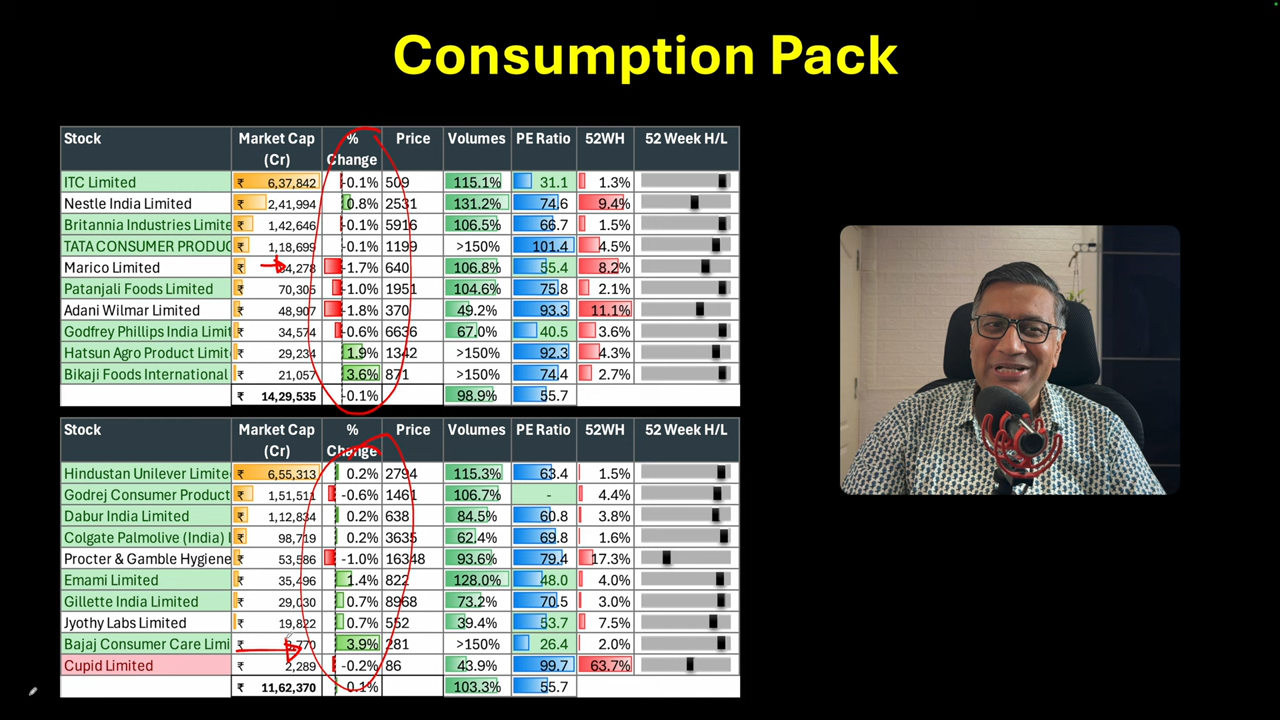 Consumption Pack
Stock Market Cap (Cr) % Change Price Volumes PE Ratio 52WH 52 Week H/L
ITC Limited ₹ 6,37,842 -0.1% 509 115.1% 31.1 1.3%
Nestle India Limited ₹ 2,41,994 0.8% 2531 131.2% 74.6 9.4%
Britannia Industries Limite ₹ 1,42,646 -0.1% 5916 106.5% 66.7 1.5%
TATA CONSUMER PRODUC ₹ 1,18,699 -0.1% 1199 >150% 101.4 4.5%
Marico Limited ₹ 84,278 -1.7% 640 106.8% 55.4 8.2%
Patanjali Foods Limited ₹ 70,305 -1.0% 1951 104.6% 75.8 2.1%
Adani Wilmar Limited ₹ 48,907 -1.8% 370 49.2% 93.3 11.1%
Godfrey Phillips India Limit ₹ 34,574 -0.6% 6636 67.0% 40.5 3.6%
Hatsun Agro Product Limit ₹ 29,234 1.9% 1342 >150% 92.3 4.3%
Bikaji Foods International ₹ 21,057 3.6% 871 >150% 74.4 2.7%
₹ 14,29,535 -0.1% 98.9% 55.7
Stock Market Cap (Cr) % Change Price Volumes PE Ratio 52WH 52 Week H/L
Hindustan Unilever Limite ₹ 6,55,313 0.2% 2794 115.3% 63.4 1.5%
Godrej Consumer Product ₹ 1,51,511 -0.6% 1461 106.7% - 4.4%
Dabur India Limited ₹ 1,12,834 0.2% 638 84.5% 60.8 3.8%
Colgate Palmolive (India) L ₹ 98,719 0.2% 3635 62.4% 69.8 1.6%
Procter & Gamble Hygiene ₹ 53,586 -1.0% 16348 93.6% 79.4 17.3%
Emami Limited ₹ 35,496 1.4% 822 128.0% 48.0 4.0%
Gillette India Limited ₹ 29,030 0.7% 8968 73.2% 70.5 3.0%
Jyothy Labs Limited ₹ 19,822 0.7% 552 39.4% 53.7 7.5%
Bajaj Consumer Care Limi ₹ 3.9% 281 >150% 26.4 2.0%
Cupid Limited ₹ 2,289 -0.2% 86 43.9% 99.7 63.7%
₹ 11,62,370 0.1% 103.3% 55.7